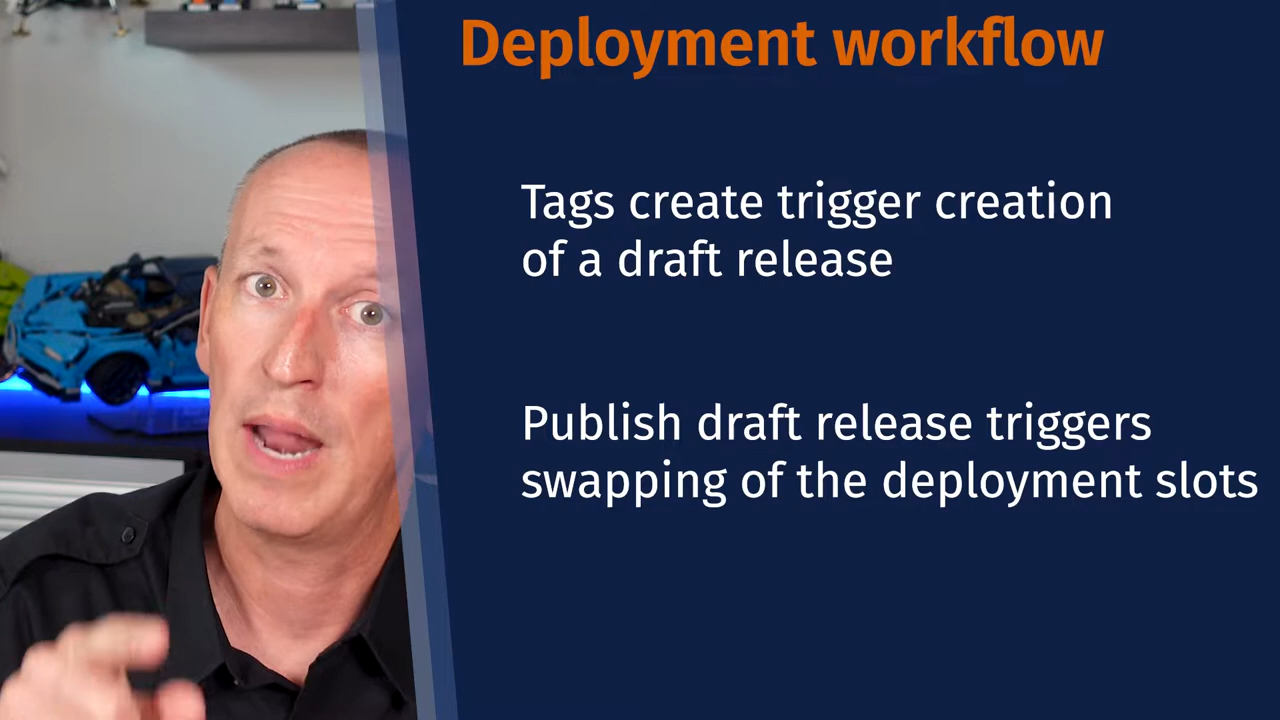 Deployment workflow
Tags create trigger creation
of a draft release
Publish draft release triggers
swapping of the deployment slots